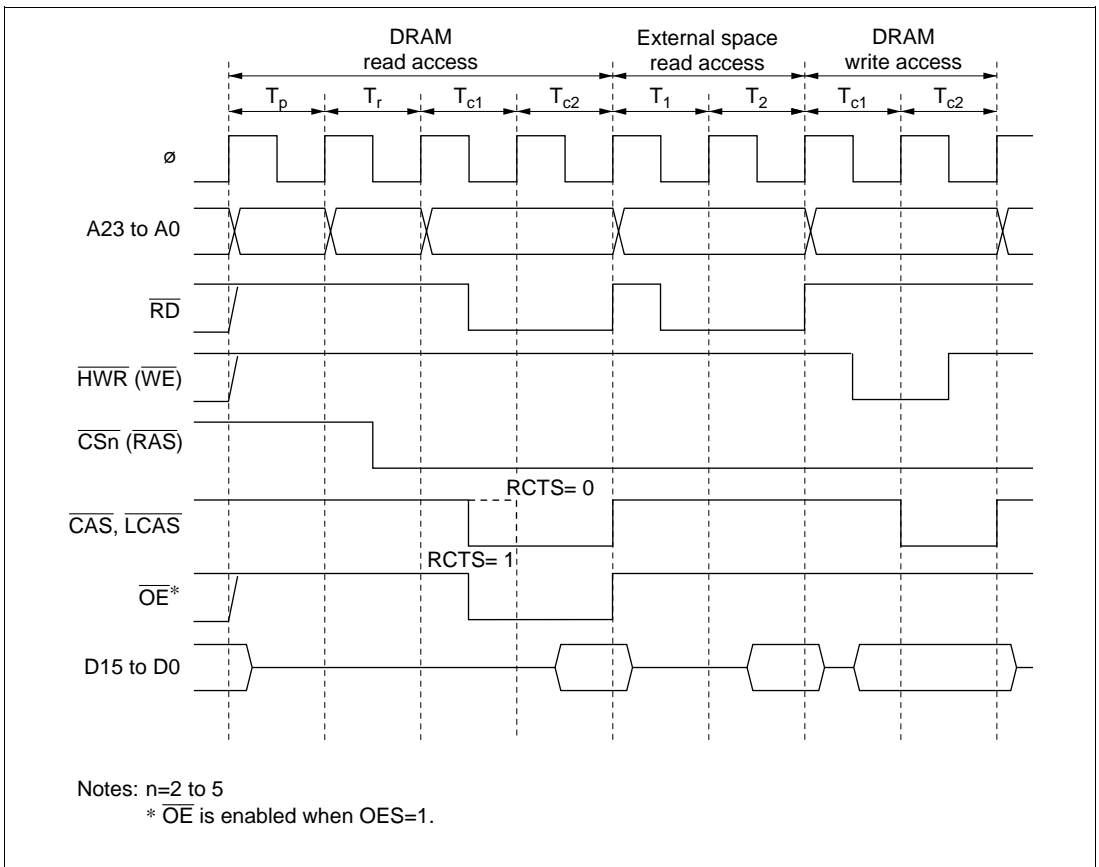 DRAM
read access
External space
read access
DRAM
write access
Tp Tr Tc1 Tc2 T1 T2 Tc1 Tc2
ø
A23 to A0
RD
HWR (WE)
CSn (RAS)
RCTS= 0
CAS, LCAS
RCTS= 1
OE*
D15 to D0
Notes: n=2 to 5
* OE is enabled when OES=1.